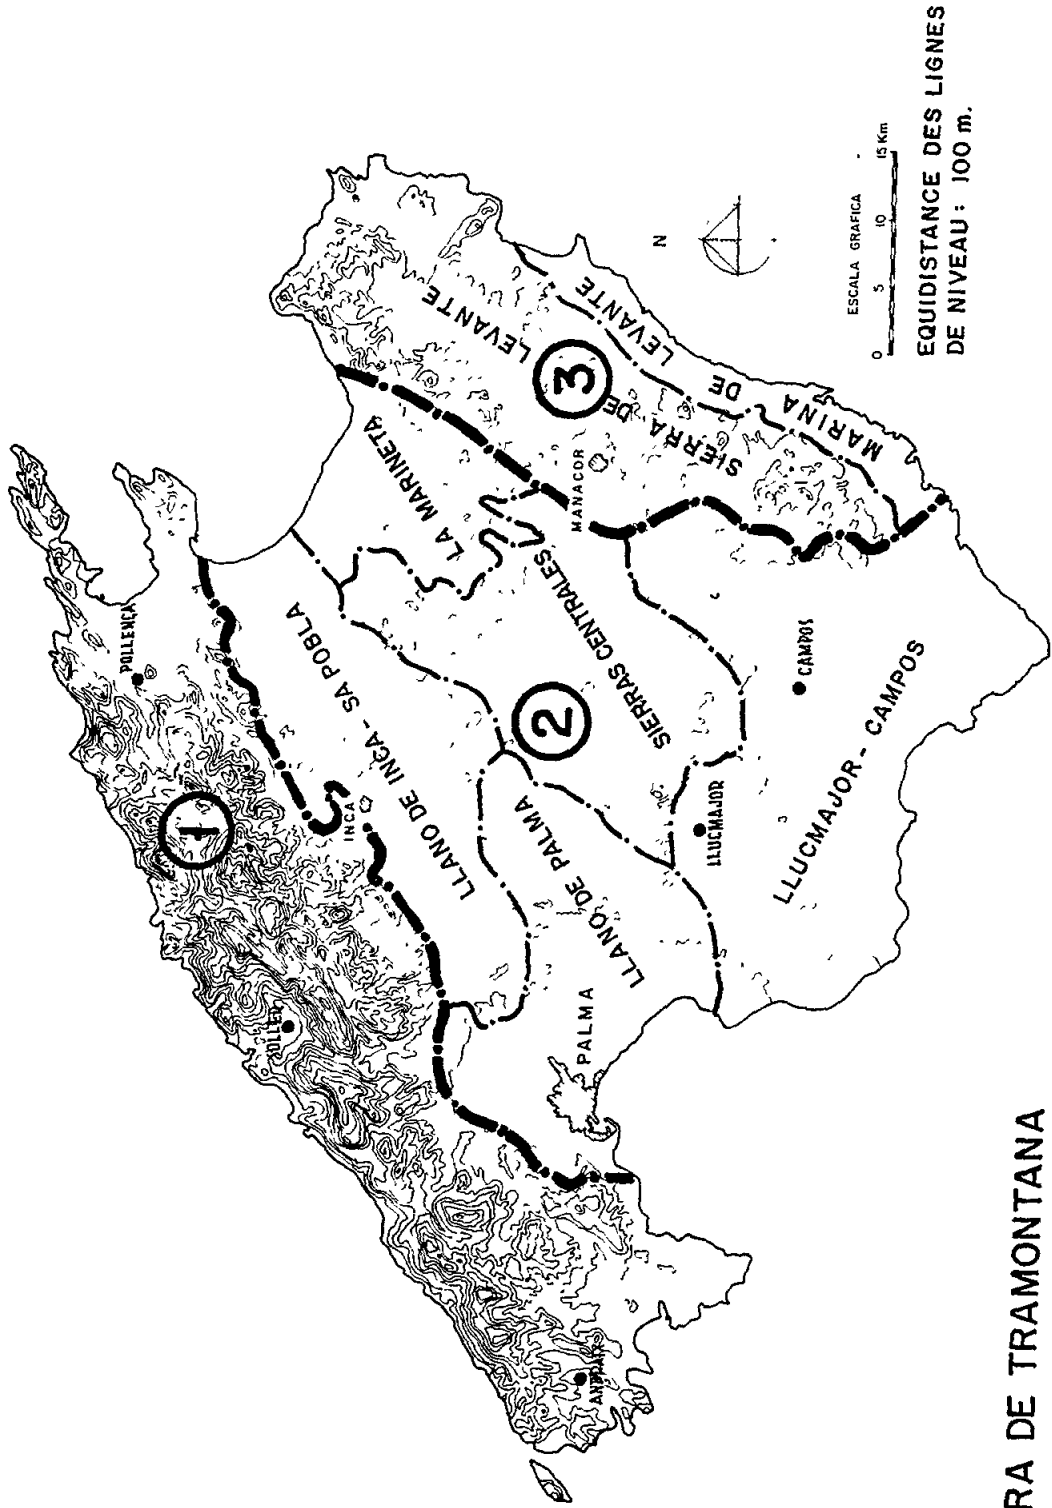 POLLENÇA
1
SOLLER
INCA
LLANO DE INCA - SA POBLA
LA MARINETA
LEVANTE
SIERRA DE
3
MANACOR
MARINA DE LEVANTE
SIERRAS CENTRALES
2
LLANO DE PALMA
PALMA
LLUCMAJOR
CAMPOS
LLUCMAJOR - CAMPOS
N
ESCALA GRAFICA
0 5 10 15 Km
EQUIDISTANCE DES LIGNES
DE NIVEAU : 100 m.
RA DE TRAMONTANA